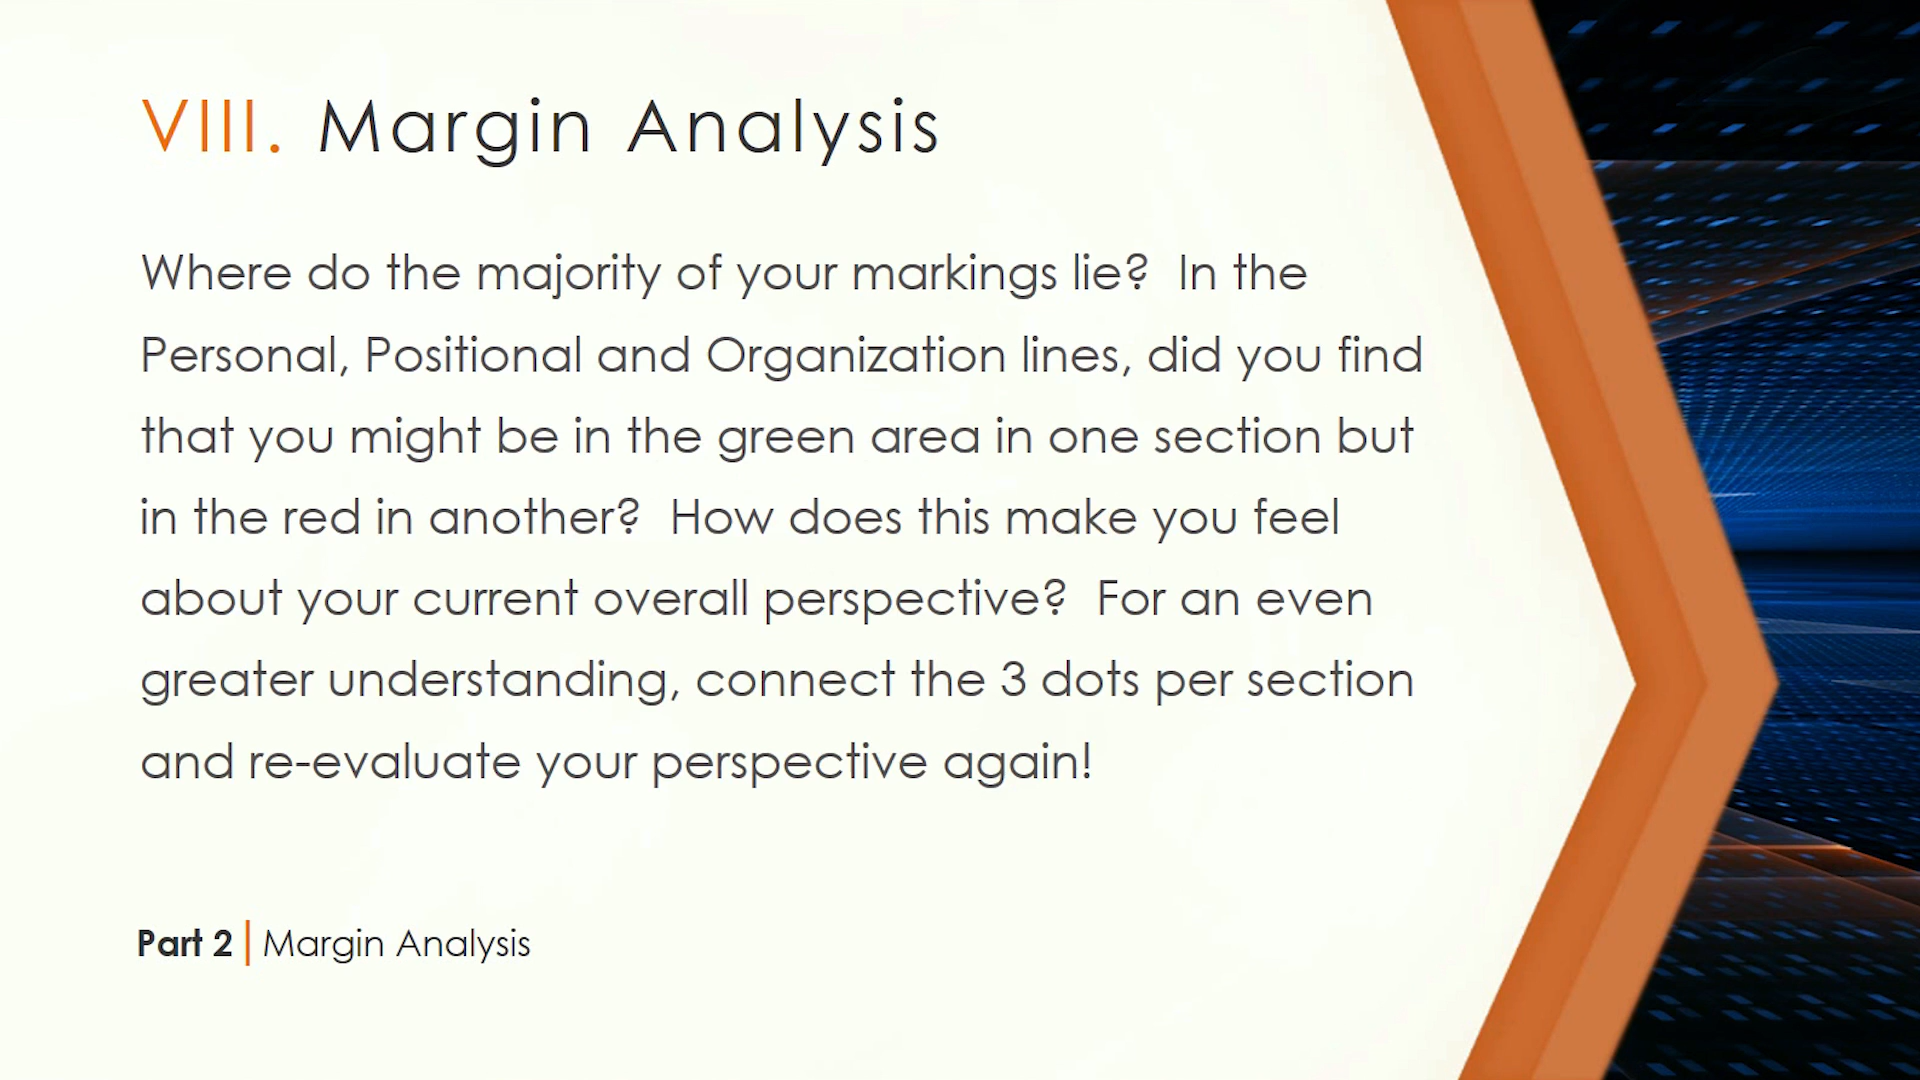 VIII. Margin Analysis
Where do the majority of your markings lie?  In the
Personal, Positional and Organization lines, did you find
that you might be in the green area in one section but
in the red in another?  How does this make you feel
about your current overall perspective?  For an even
greater understanding, connect the 3 dots per section
and re-evaluate your perspective again!
Part 2 | Margin Analysis